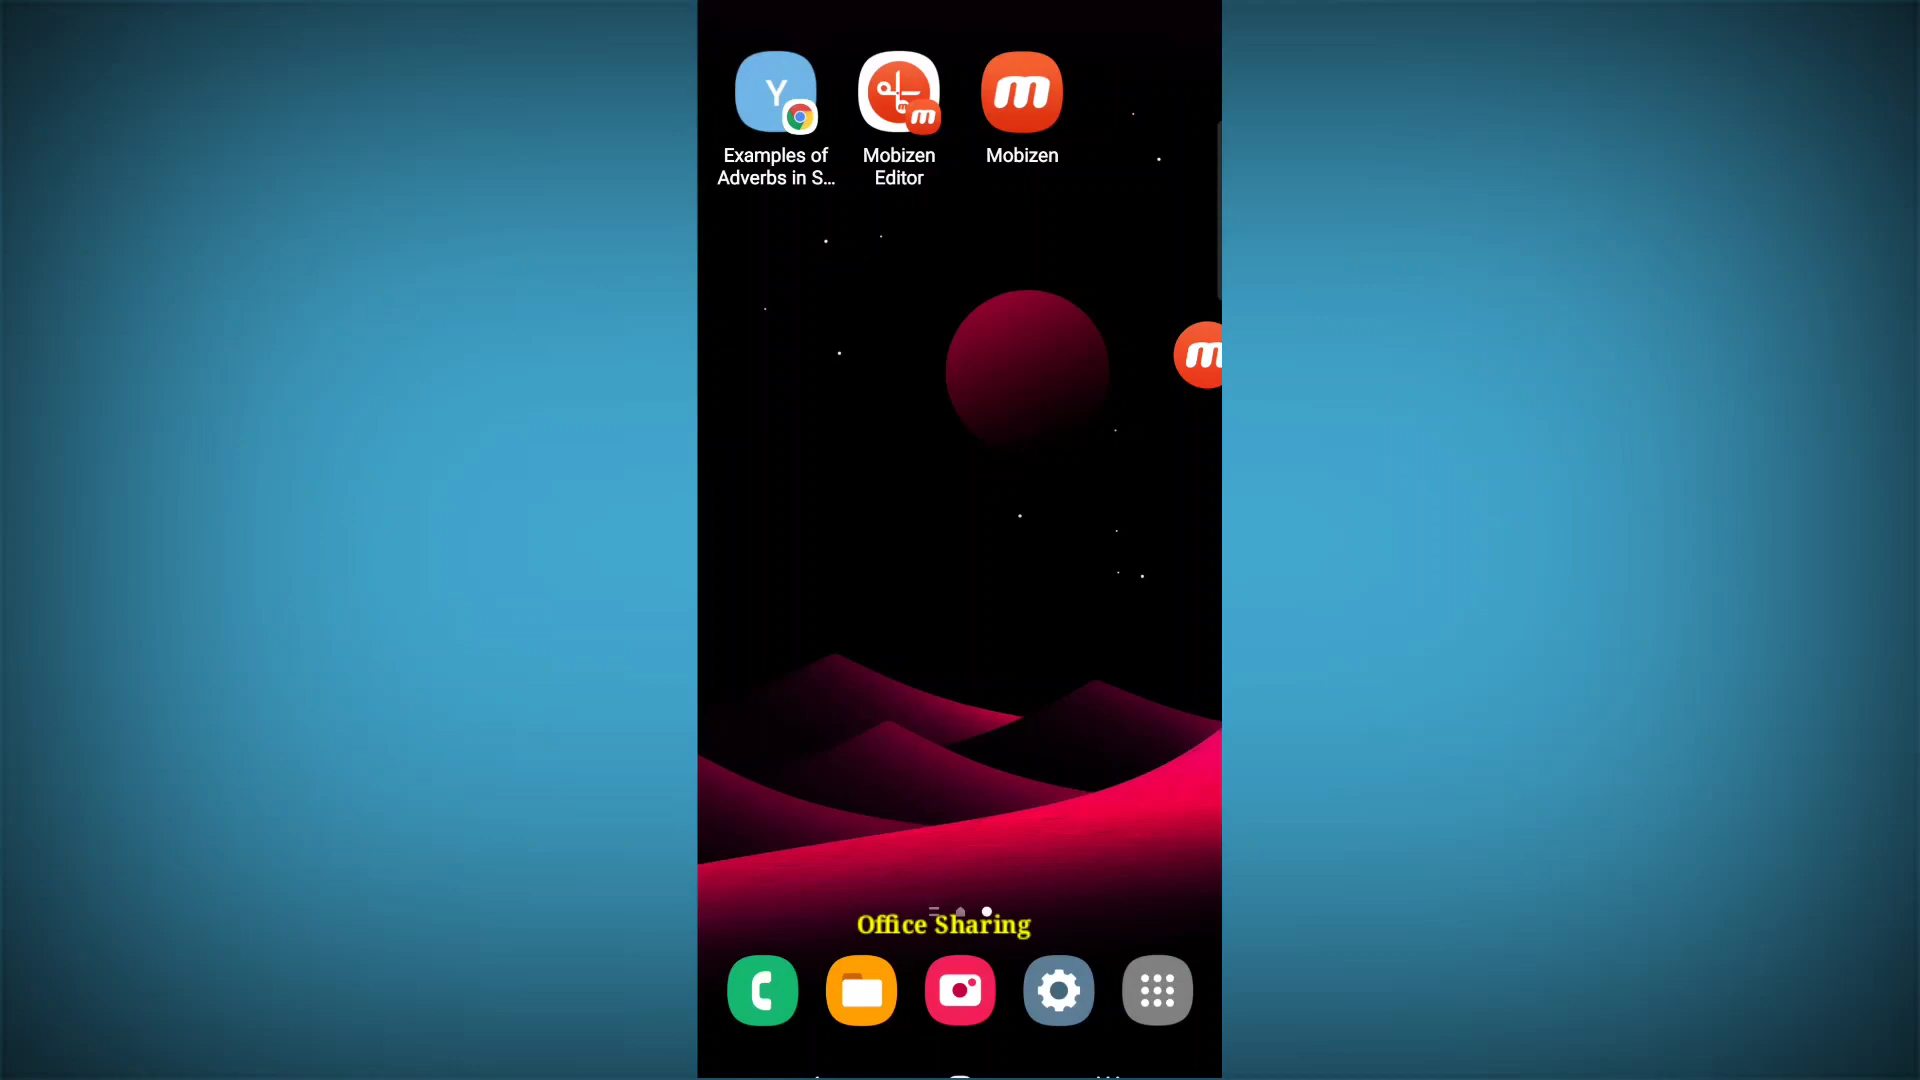 Y
m
m
Examples of
Adverbs in S...
Mobizen
Editor
Mobizen
m
Office Sharing